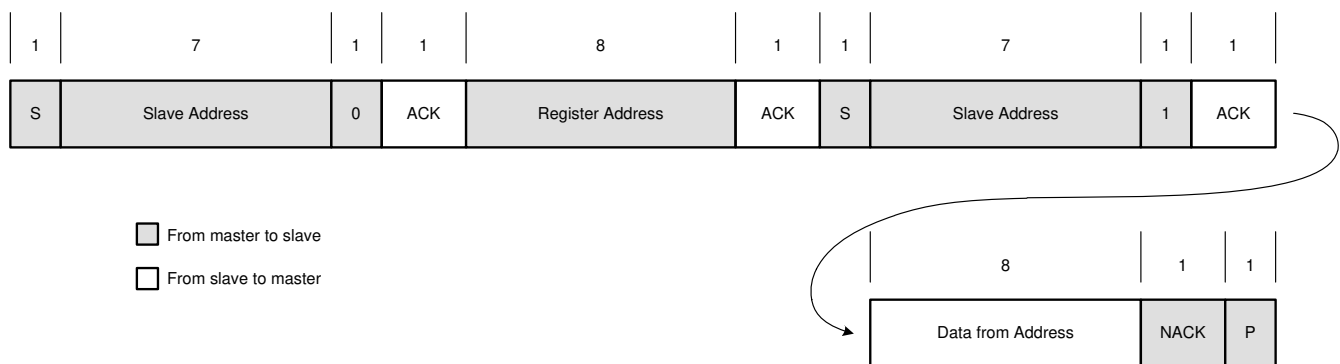 1 7 1 1 8 1 1 7 1 1
S Slave Address 0 ACK Register Address ACK S Slave Address 1 ACK
From master to slave
From slave to master
8 1 1
Data from Address NACK P